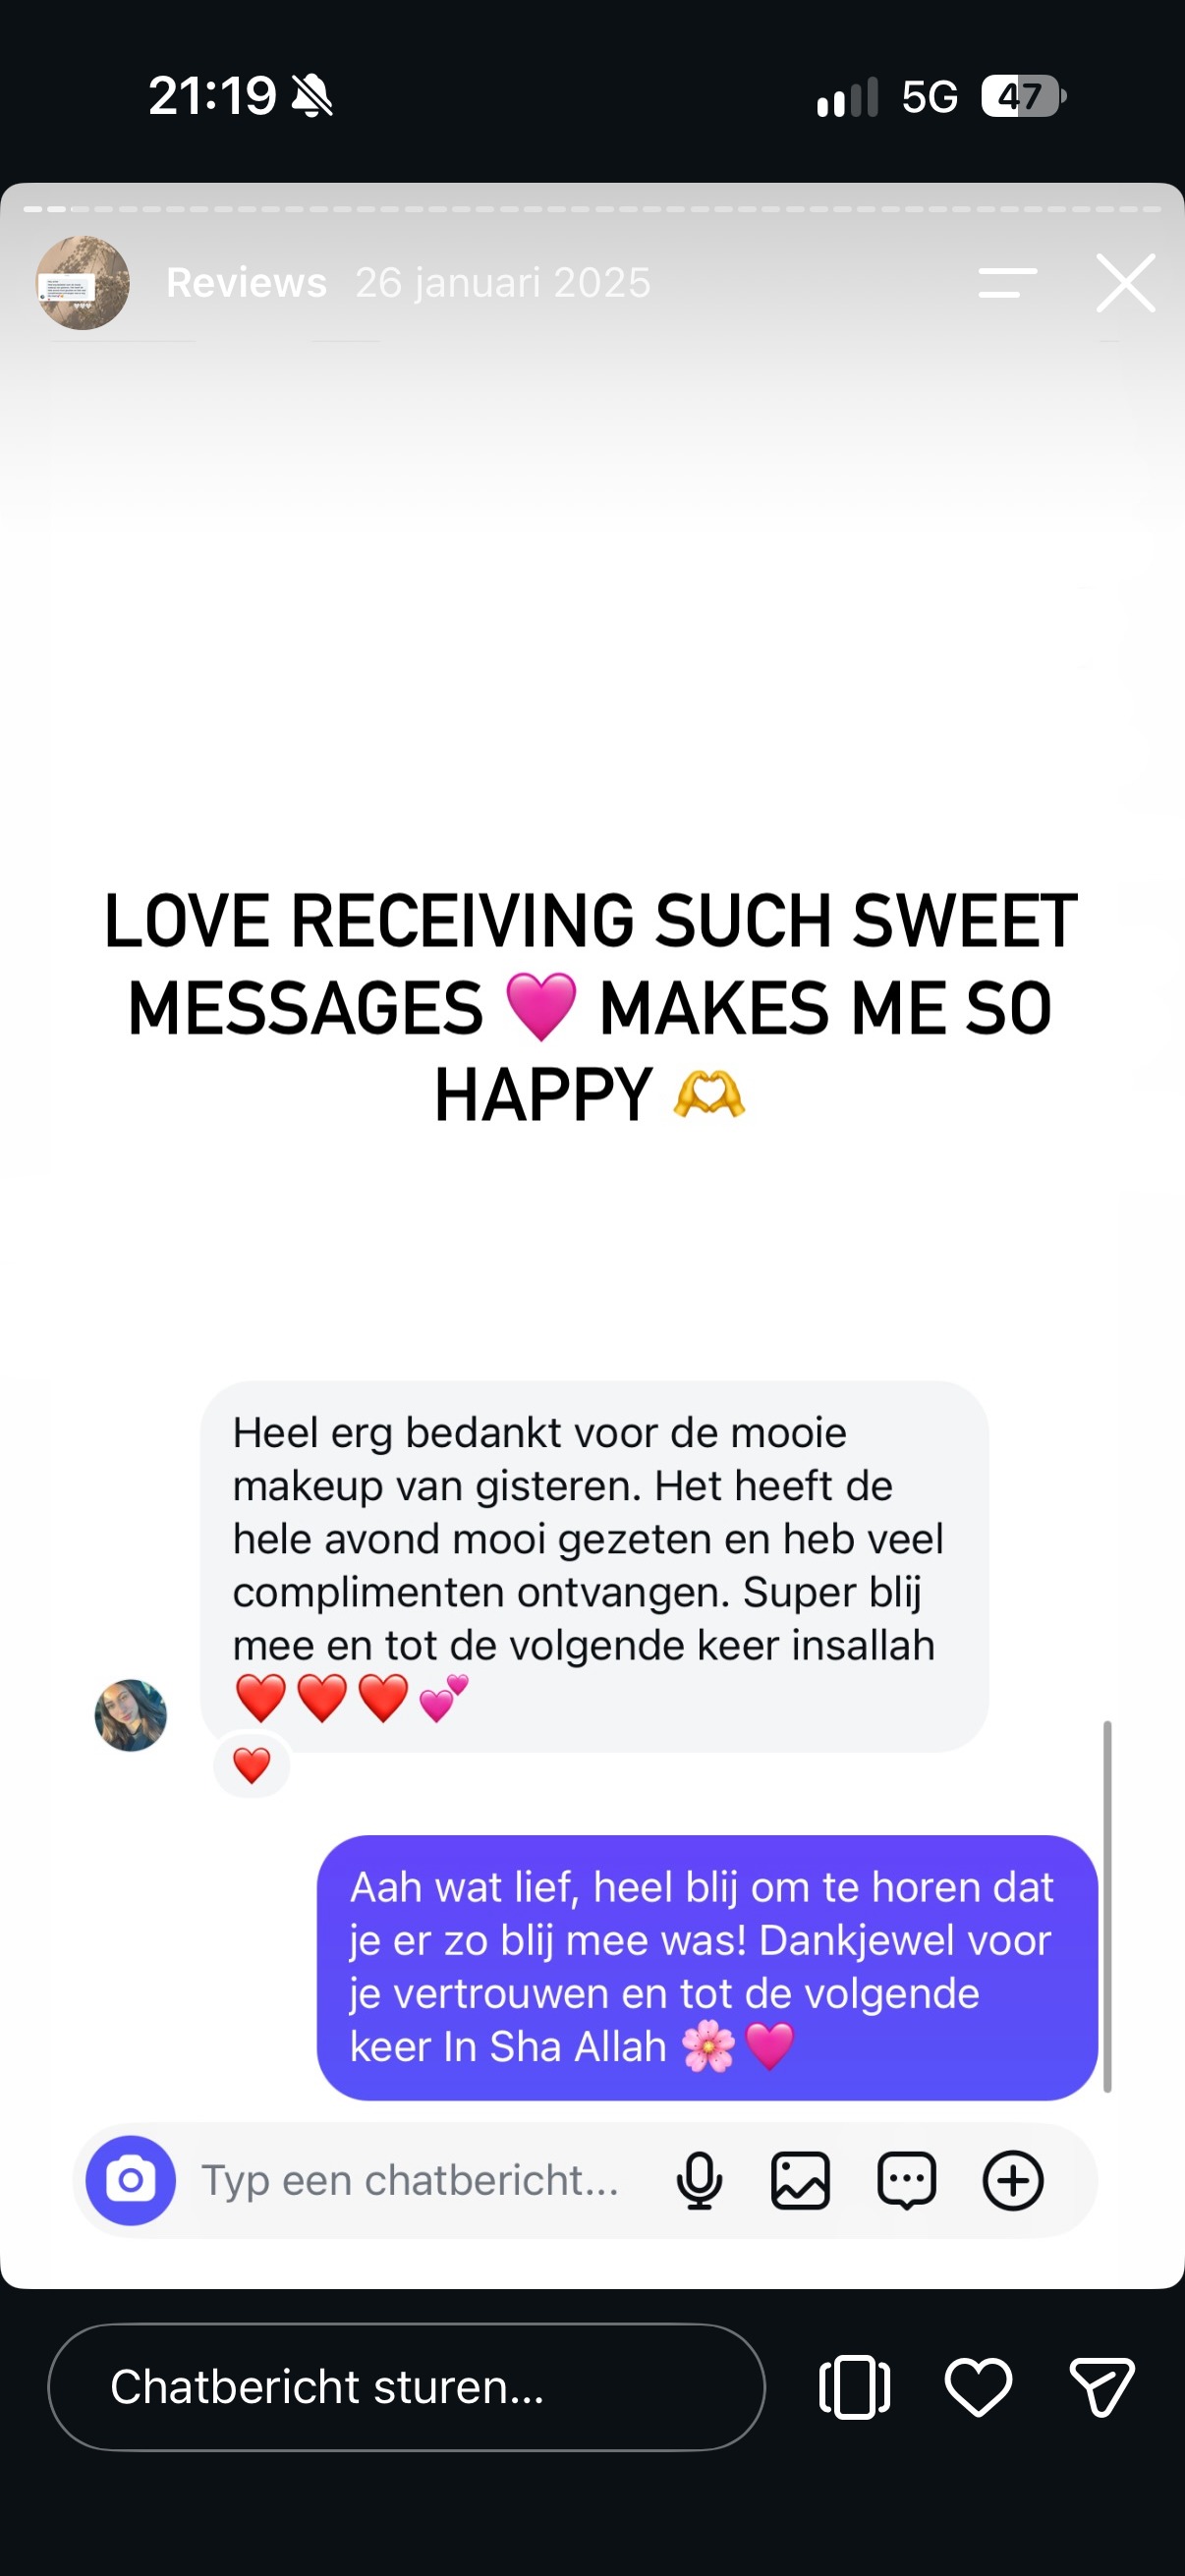 21:19
5G 47
Reviews 26 januari 2025
LOVE RECEIVING SUCH SWEET
MESSAGES 💗 MAKES ME SO
HAPPY 🫶
Heel erg bedankt voor de mooie
makeup van gisteren. Het heeft de
hele avond mooi gezeten en heb veel
complimenten ontvangen. Super blij
mee en tot de volgende keer insallah
❤️❤️❤️💕
❤️
Aah wat lief, heel blij om te horen dat
je er zo blij mee was! Dankjewel voor
je vertrouwen en tot de volgende
keer In Sha Allah 🌸💗
Typ een chatbericht...
Chatbericht sturen...